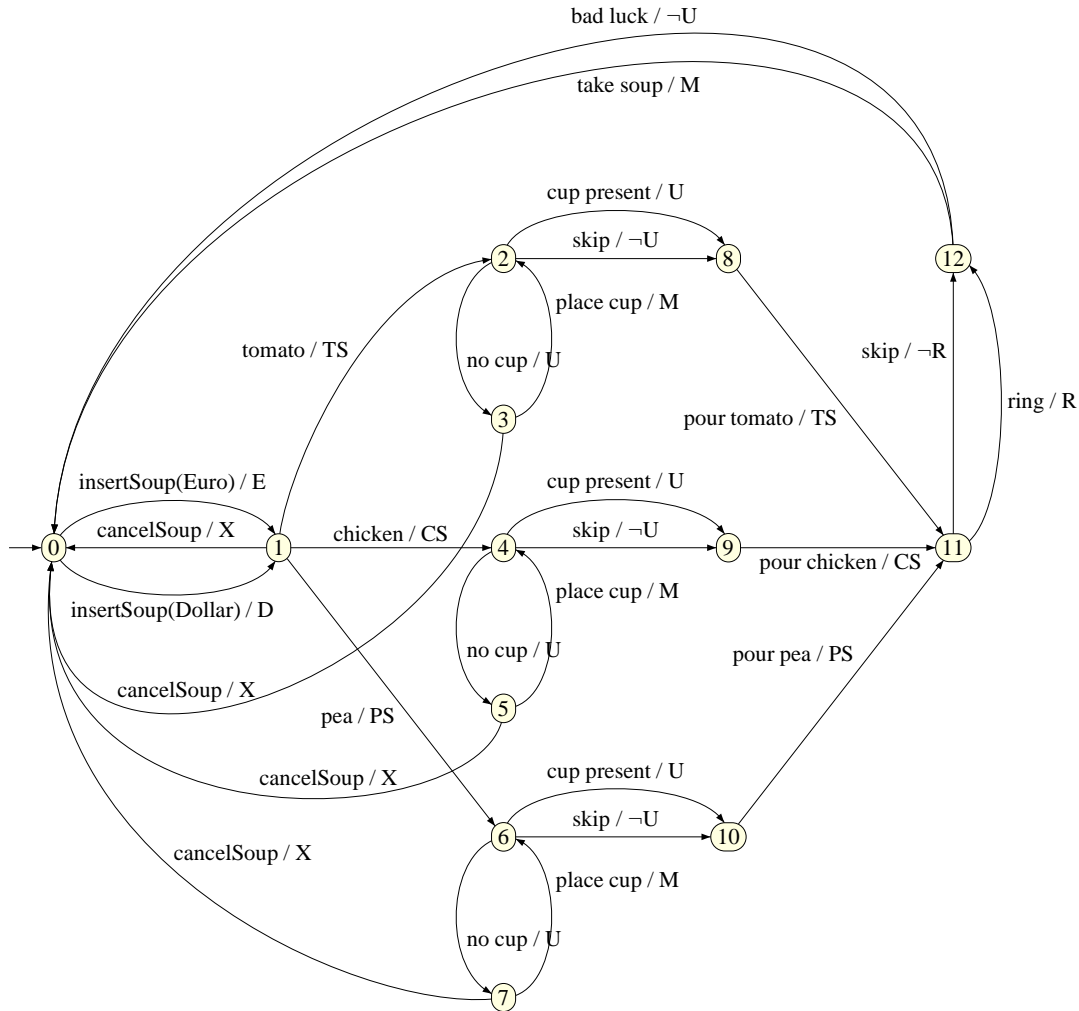 bad luck / ¬U
take soup / M
cup present / U
2
skip / ¬U
8
12
place cup / M
tomato / TS
no cup / U
skip / ¬R
ring / R
3
pour tomato / TS
insertSoup(Euro) / E
cup present / U
cancelSoup / X
chicken / CS
skip / ¬U
0
1
4
9
11
pour chicken / CS
insertSoup(Dollar) / D
place cup / M
no cup / U
pour pea / PS
cancelSoup / X
5
pea / PS
cancelSoup / X
cup present / U
skip / ¬U
6
10
cancelSoup / X
place cup / M
no cup / U
7